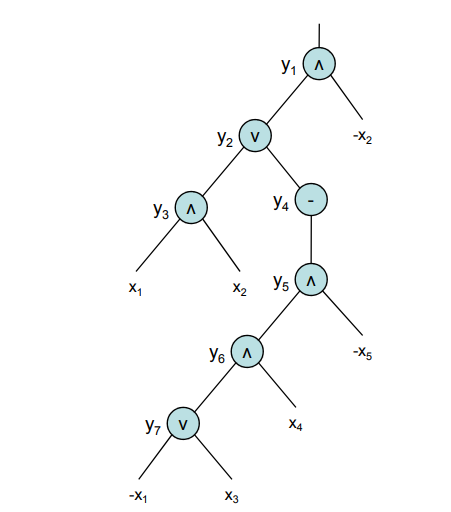 y₁ ∧
y₂ ∨ -x₂
y₃ ∧ y₄ -
x₁ x₂ y₅ ∧
y₆ ∧ -x₅
y₇ ∨ x₄
-x₁ x₃